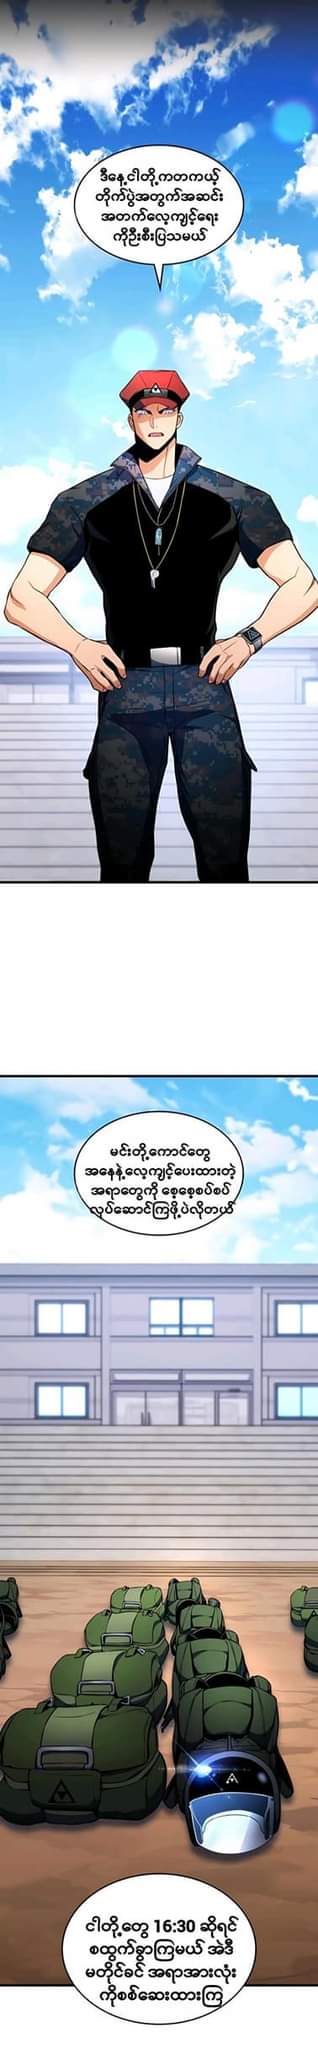 ဒီနေ့ ငါတို့ကတကယ့်
တိုက်ပွဲအတွက်အဆင်း
အတက်လေ့ကျင့်ရေး
ကိုဦးစီးပြသမယ်
မင်းတို့ကောင်တွေ
အနေနဲ့လေ့ကျင့်ပေးထားတဲ့
အရာတွေကို စေ့စေ့စပ်စပ်
လုပ်ဆောင်ကြဖို့ပဲလိုတယ်
ငါတို့တွေ 16:30 ဆိုရင်
စထွက်ခွာကြမယ် အဲဒီ
မတိုင်ခင် အရာအားလုံး
ကိုစစ်ဆေးထားကြ